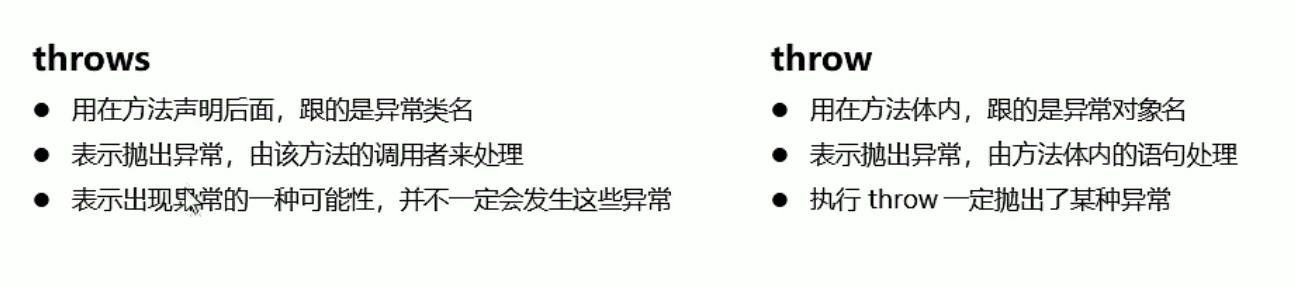 throws
● 用在方法声明后面，跟的是异常类名
● 表示抛出异常，由该方法的调用者来处理
● 表示出现异常的一种可能性，并不一定会发生这些异常
throw
● 用在方法体内，跟的是异常对象名
● 表示抛出异常，由方法体内的语句处理
● 执行 throw 一定抛出了某种异常